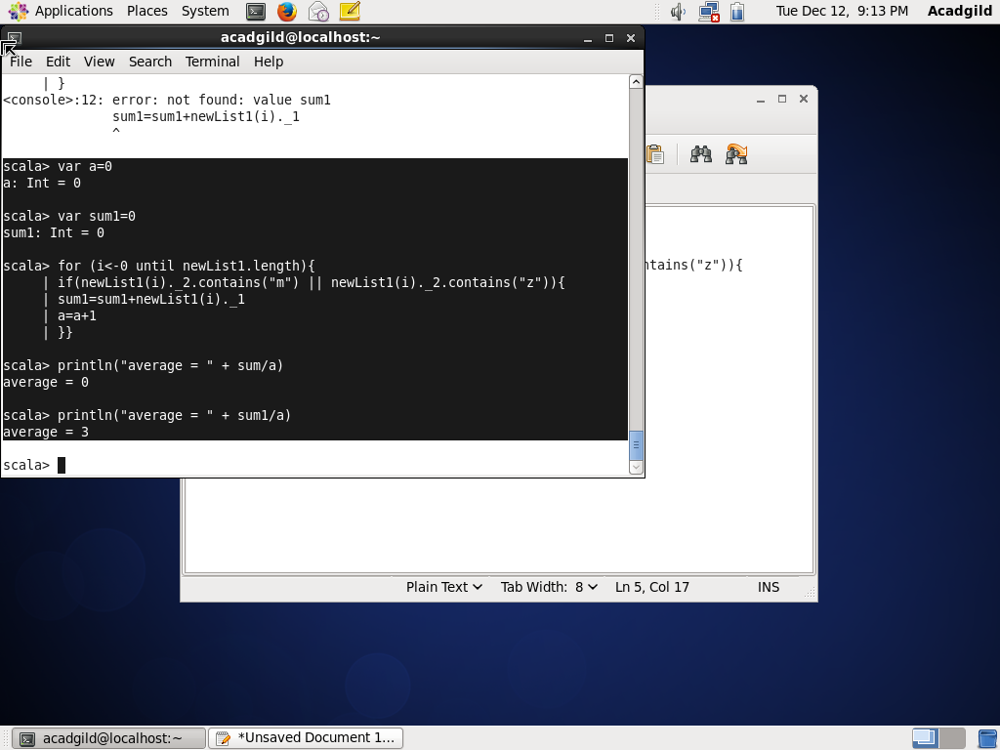 Applications Places System Tue Dec 12, 9:13 PM Acadgild
acadgild@localhost:~
File Edit View Search Terminal Help
| }
<console>:12: error: not found: value sum1
sum1=sum1+newList1(i)._1
^
scala> var a=0
a: Int = 0
scala> var sum1=0
sum1: Int = 0
scala> for (i<-0 until newList1.length){
| if(newList1(i)._2.contains("m") || newList1(i)._2.contains("z")){
| sum1=sum1+newList1(i)._1
| a=a+1
| }}
scala> println("average = " + sum/a)
average = 0
scala> println("average = " + sum1/a)
average = 3
scala>
ntains("z")){
Plain Text Tab Width: 8 Ln 5, Col 17 INS
acadgild@localhost:~ *Unsaved Document 1...